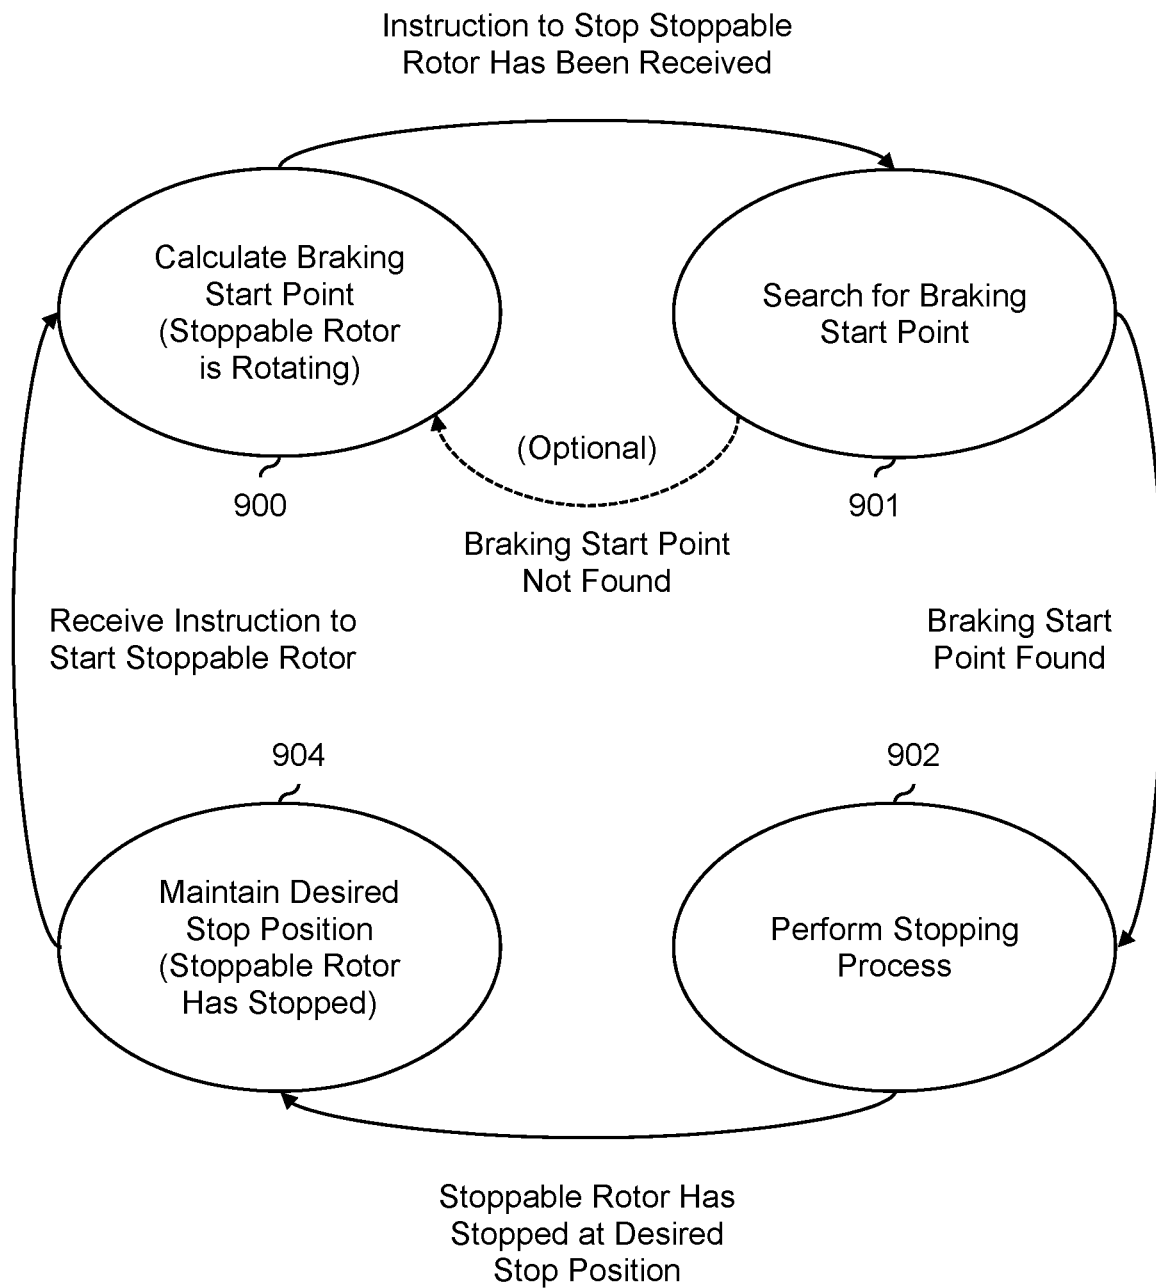 Instruction to Stop Stoppable
Rotor Has Been Received
Calculate Braking
Start Point
(Stoppable Rotor
is Rotating)
Search for Braking
Start Point
(Optional)
900
901
Braking Start Point
Not Found
Receive Instruction to
Start Stoppable Rotor
Braking Start
Point Found
904
902
Maintain Desired
Stop Position
(Stoppable Rotor
Has Stopped)
Perform Stopping
Process
Stoppable Rotor Has
Stopped at Desired
Stop Position